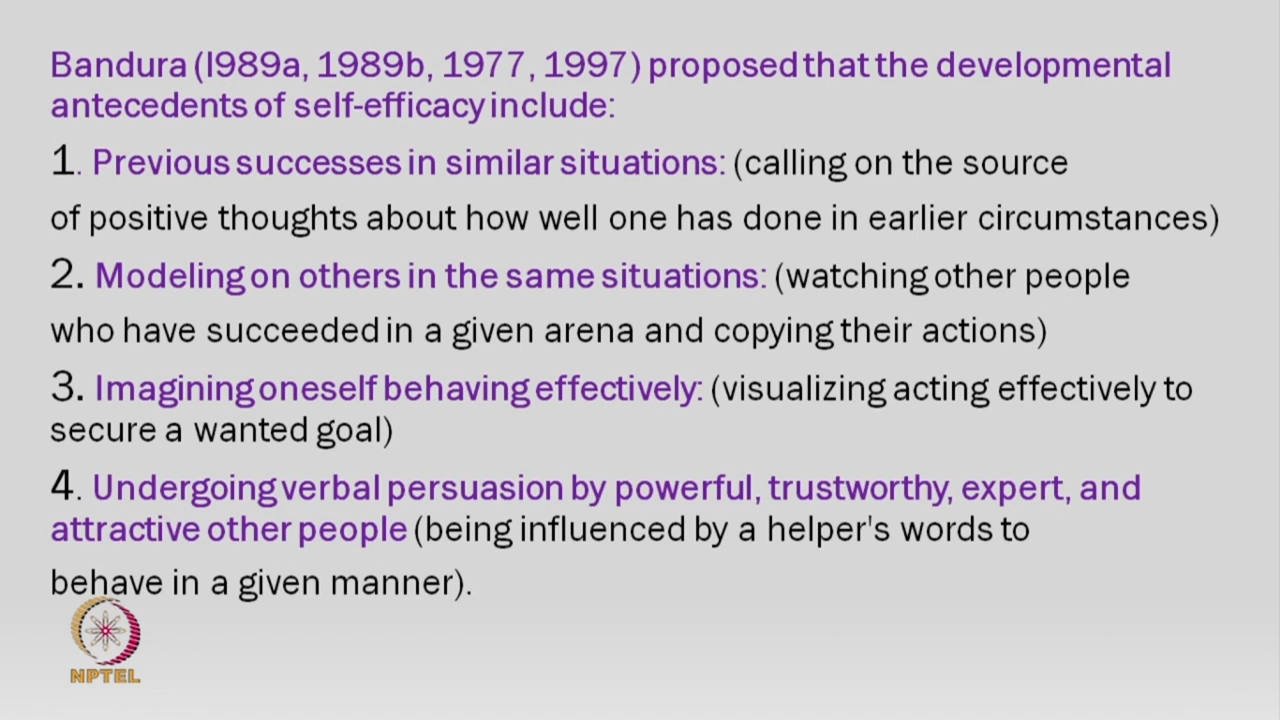 Bandura (l989a, 1989b, 1977, 1997) proposed that the developmental
antecedents of self-efficacy include:
1. Previous successes in similar situations: (calling on the source
of positive thoughts about how well one has done in earlier circumstances)
2. Modeling on others in the same situations: (watching other people
who have succeeded in a given arena and copying their actions)
3. Imagining oneself behaving effectively: (visualizing acting effectively to
secure a wanted goal)
4. Undergoing verbal persuasion by powerful, trustworthy, expert, and
attractive other people (being influenced by a helper's words to
behave in a given manner).
NPTEL